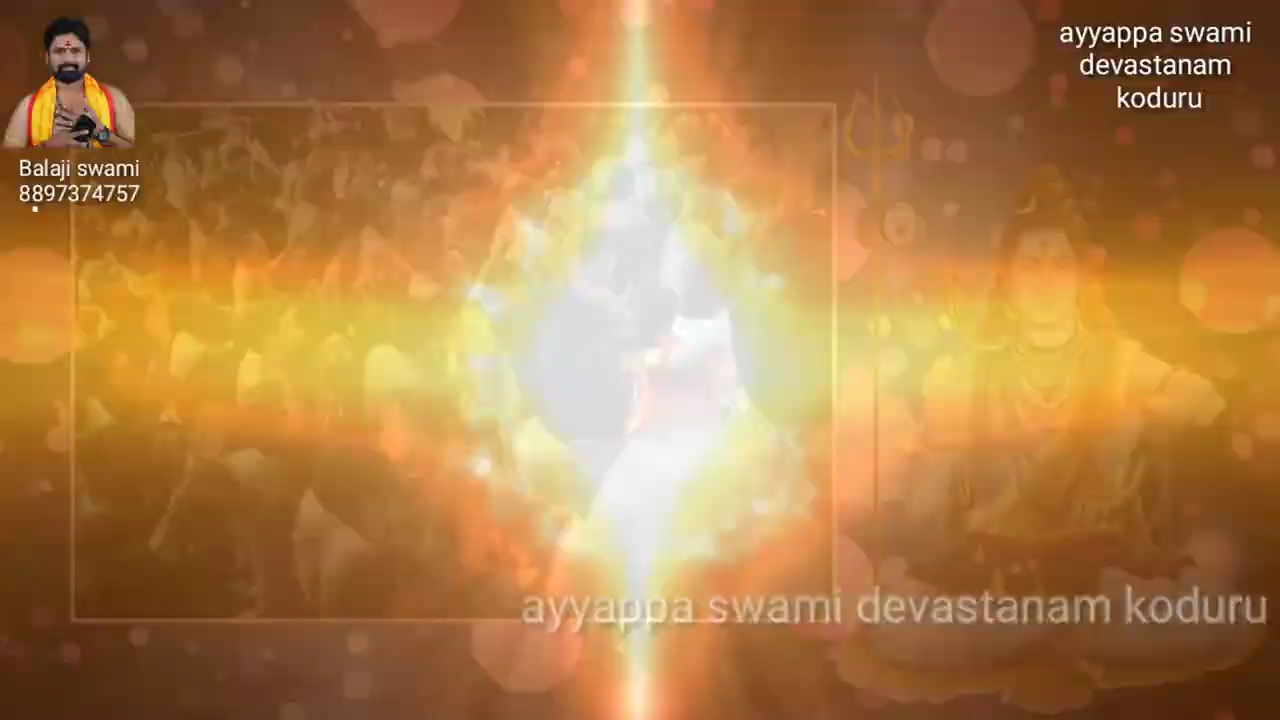 ayyappa swami
devastanam
koduru
Balaji swami
8897374757
ayyappa swami devastanam koduru